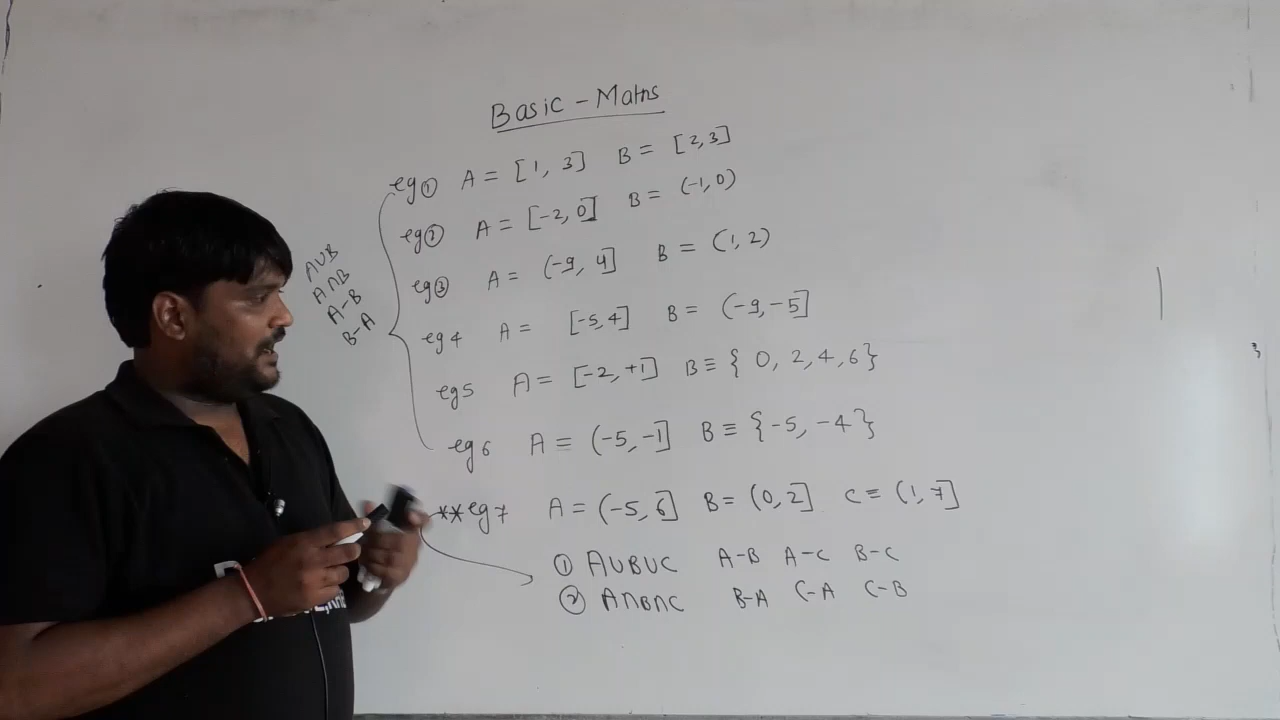 Basic - Maths
eg① A = [1, 3] B = [2,3]
eg② A = [-2, 0] B = (-1, 0)
eg③ A = (-9, 4] B = (1, 2)
eg4 A = [-5,4] B = (-9, -5]
eg5 A = [-2, +1] B ≡ { 0, 2, 4, 6 }
eg6 A ≡ (-5, -1] B ≡ { -5, -4 }
**eg7 A = (-5, 6] B = (0, 2] C ≡ (1, 7]
① A∪B∪C A-B A-C B-C
② A∩B∩C B-A C-A C-B
A∪B
A∩B
A-B
B-A